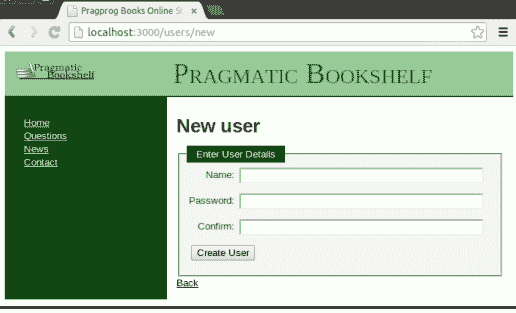 Pragprog Books Online St
localhost:3000/users/new
Pragmatic
Bookshelf
PRAGMATIC BOOKSHELF
Home
Questions
News
Contact
New user
Enter User Details
Name:
Password:
Confirm:
Create User
Back